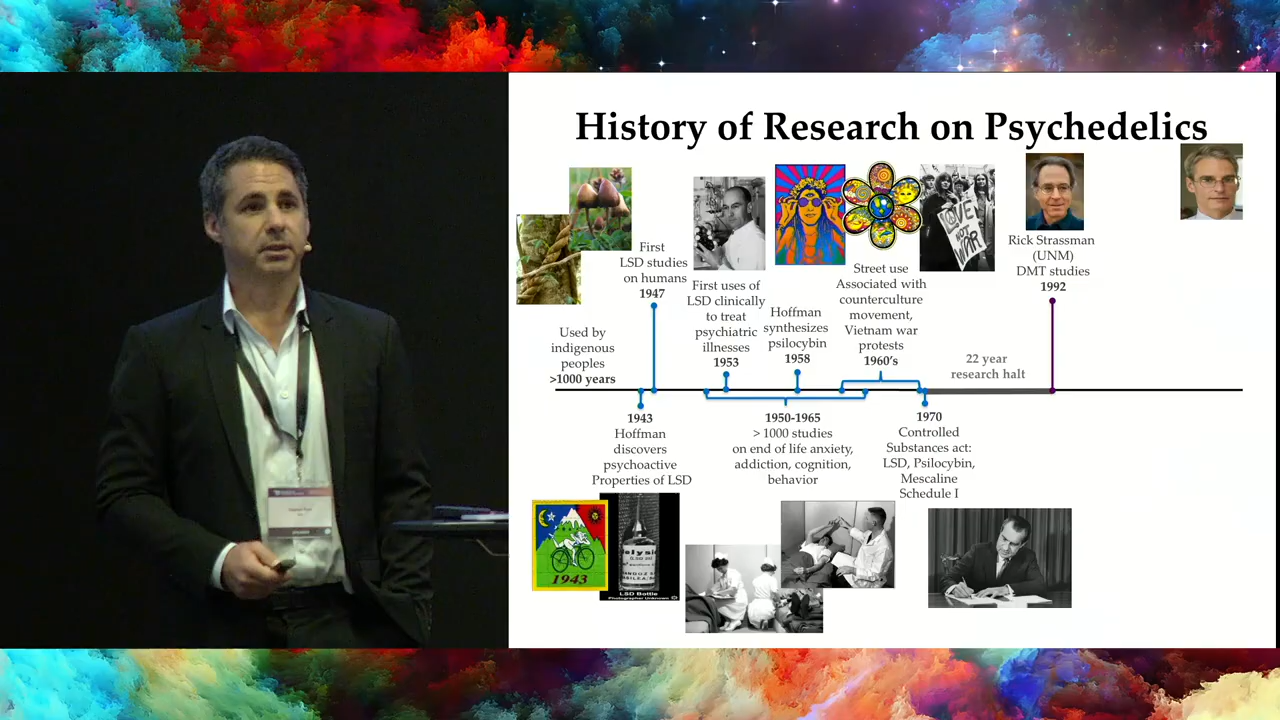 History of Research on Psychedelics
Used by
indigenous
peoples
>1000 years
First
LSD studies
on humans
1947
First uses of
LSD clinically
to treat
psychiatric
illnesses
1953
Hoffman
synthesizes
psilocybin
1958
Street use
Associated with
counterculture
movement,
Vietnam war
protests
1960's
LOVE
NOT
WAR
22 year
research halt
Rick Strassman
(UNM)
DMT studies
1992
1943
Hoffman
discovers
psychoactive
Properties of LSD
1950-1965
> 1000 studies
on end of life anxiety,
addiction, cognition,
behavior
1970
Controlled
Substances act:
LSD, Psilocybin,
Mescaline
Schedule I
1943
LSD Bottle
Photographer Unknown